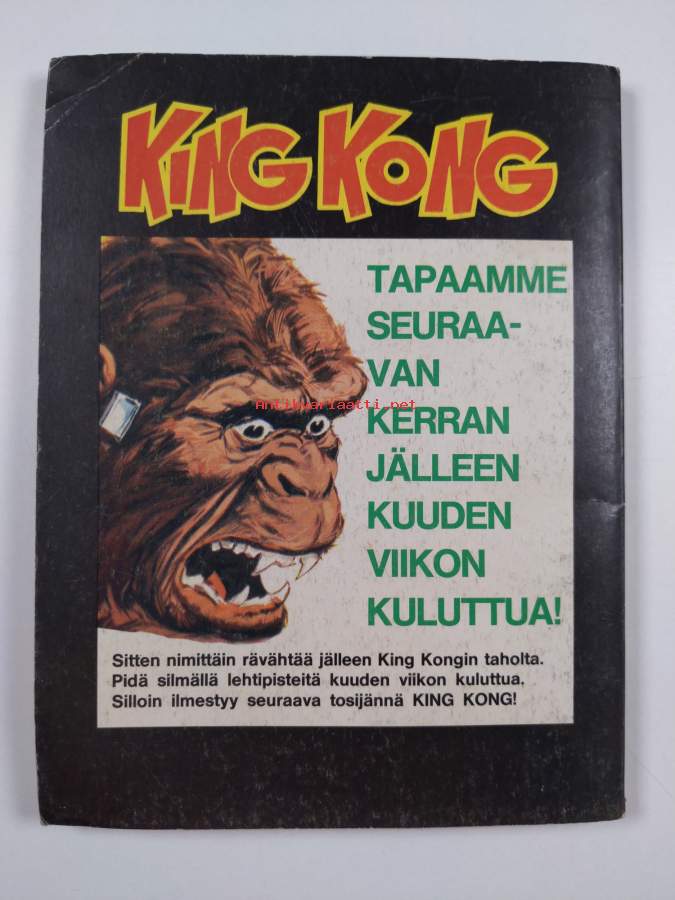 KING KONG
TAPAAMME
SEURAA-
VAN
Antikvariaatti.net
KERRAN
JÄLLEEN
KUUDEN
VIIKON
KULUTTUA!
Sitten nimittäin rävähtää jälleen King Kongin taholta.
Pidä silmällä lehtipisteitä kuuden viikon kuluttua.
Silloin ilmestyy seuraava tosijännä KING KONG!